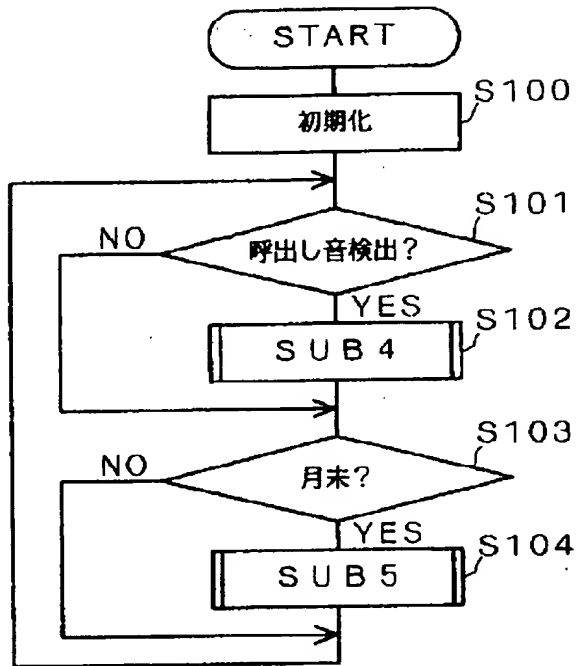 START
初期化
S100
呼出し音検出?
S101
NO
YES
SUB4
S102
月末?
S103
NO
YES
SUB5
S104